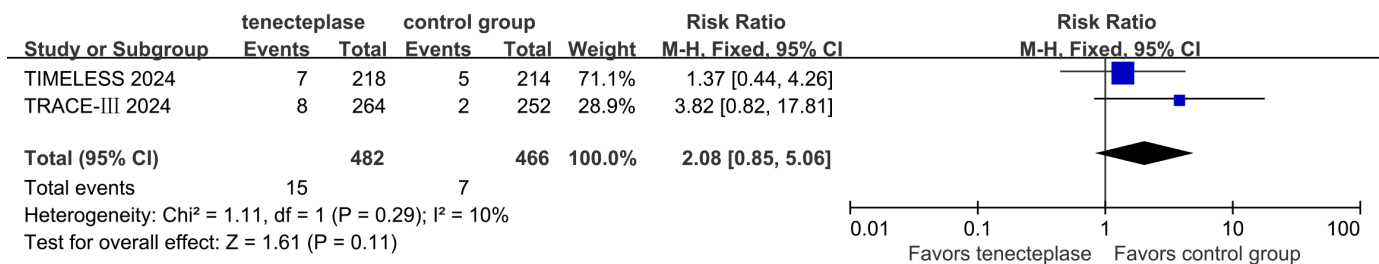 tenecteplase control group Risk Ratio Risk Ratio
Study or Subgroup Events Total Events Total Weight M-H, Fixed, 95% CI M-H, Fixed, 95% CI
TIMELESS 2024 7 218 5 214 71.1% 1.37 [0.44, 4.26]
TRACE-III 2024 8 264 2 252 28.9% 3.82 [0.82, 17.81]
Total (95% CI) 482 466 100.0% 2.08 [0.85, 5.06]
Total events 15 7
Heterogeneity: Chi² = 1.11, df = 1 (P = 0.29); I² = 10%
Test for overall effect: Z = 1.61 (P = 0.11)
0.01 0.1 1 10 100
Favors tenecteplase Favors control group